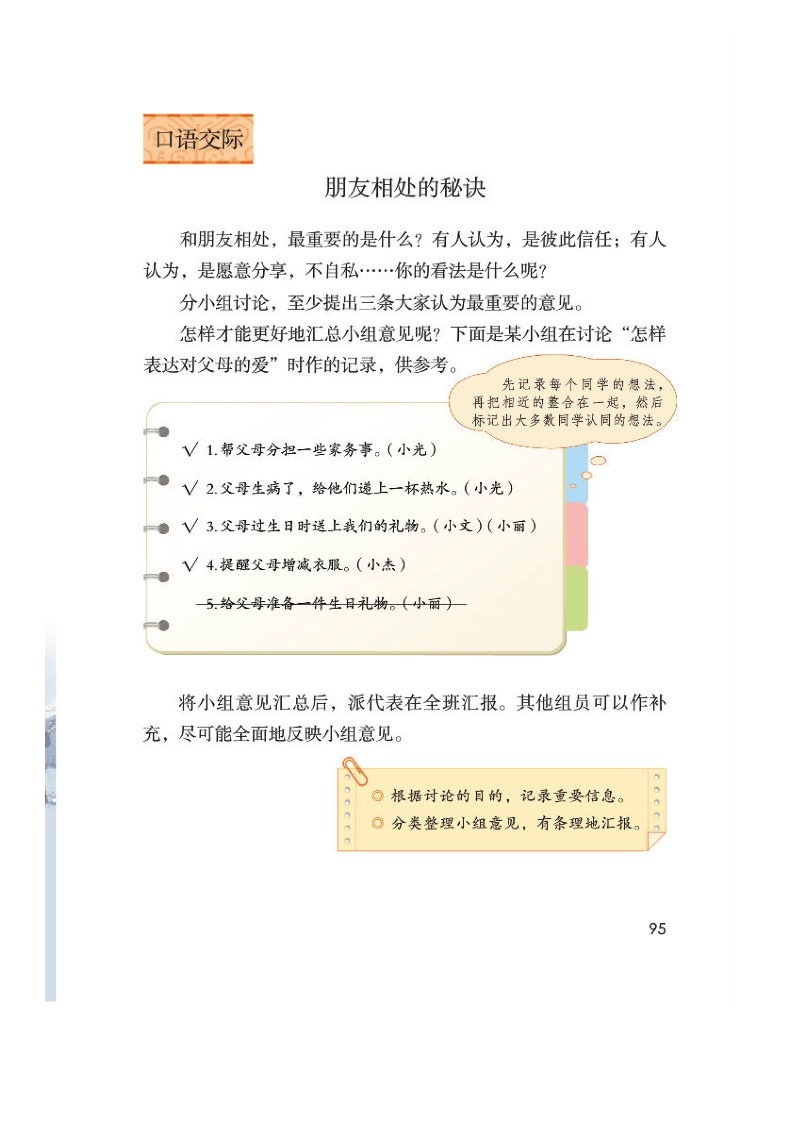 口语交际
朋友相处的秘诀
和朋友相处，最重要的是什么？有人认为，是彼此信任；有人
认为，是愿意分享，不自私……你的看法是什么呢？
分小组讨论，至少提出三条大家认为最重要的意见。
怎样才能更好地汇总小组意见呢？下面是某小组在讨论“怎样
表达对父母的爱”时作的记录，供参考。
先记录每个同学的想法，
再把相近的整合在一起，然后
标记出大多数同学认同的想法。
√ 1.帮父母分担一些家务事。（小光）
√ 2.父母生病了，给他们递上一杯热水。（小光）
√ 3.父母过生日时送上我们的礼物。（小文）（小丽）
√ 4.提醒父母增减衣服。（小杰）
5.给父母准备一件生日礼物。（小丽）
将小组意见汇总后，派代表在全班汇报。其他组员可以作补
充，尽可能全面地反映小组意见。
◎ 根据讨论的目的，记录重要信息。
◎ 分类整理小组意见，有条理地汇报。
95